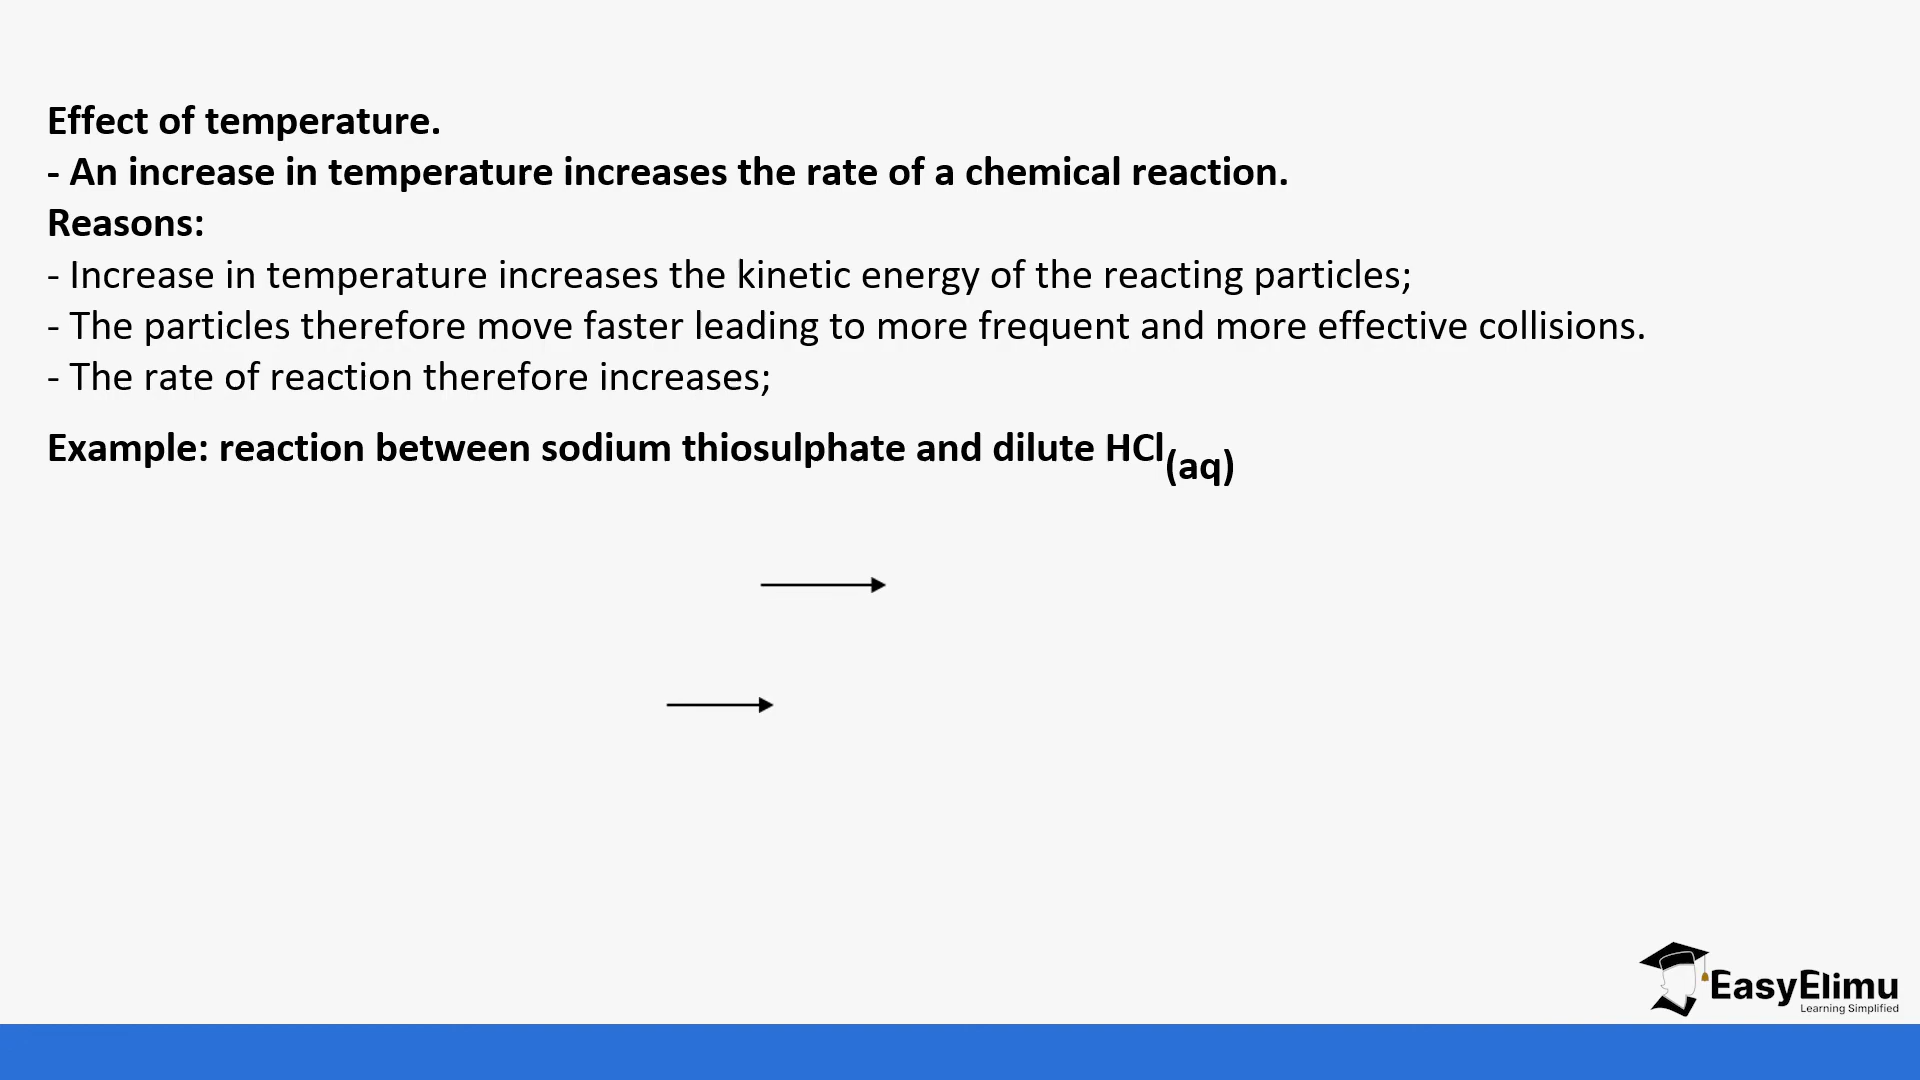 Effect of temperature.
- An increase in temperature increases the rate of a chemical reaction.
Reasons:
- Increase in temperature increases the kinetic energy of the reacting particles;
- The particles therefore move faster leading to more frequent and more effective collisions.
- The rate of reaction therefore increases;
Example: reaction between sodium thiosulphate and dilute HCl(aq)
EasyElimu
Learning Simplified